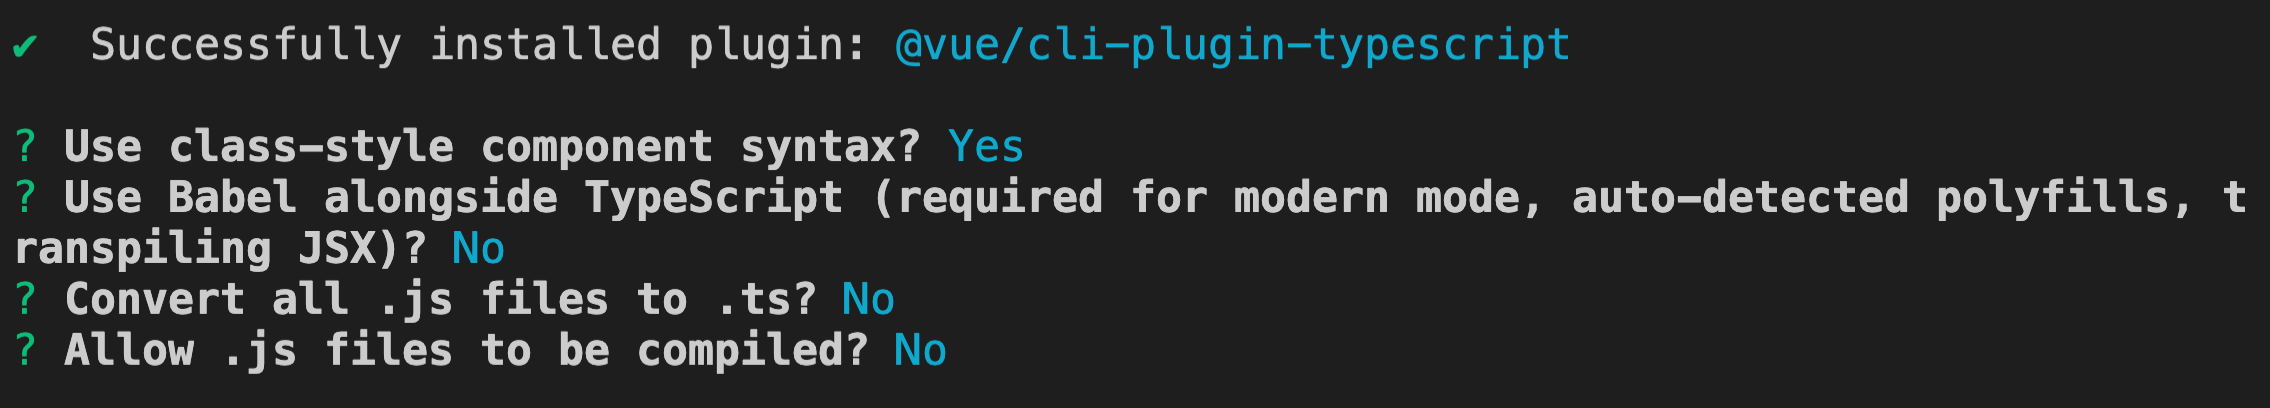 ✔ Successfully installed plugin: @vue/cli-plugin-typescript
? Use class-style component syntax? Yes
? Use Babel alongside TypeScript (required for modern mode, auto-detected polyfills, t
ranspiling JSX)? No
? Convert all .js files to .ts? No
? Allow .js files to be compiled? No